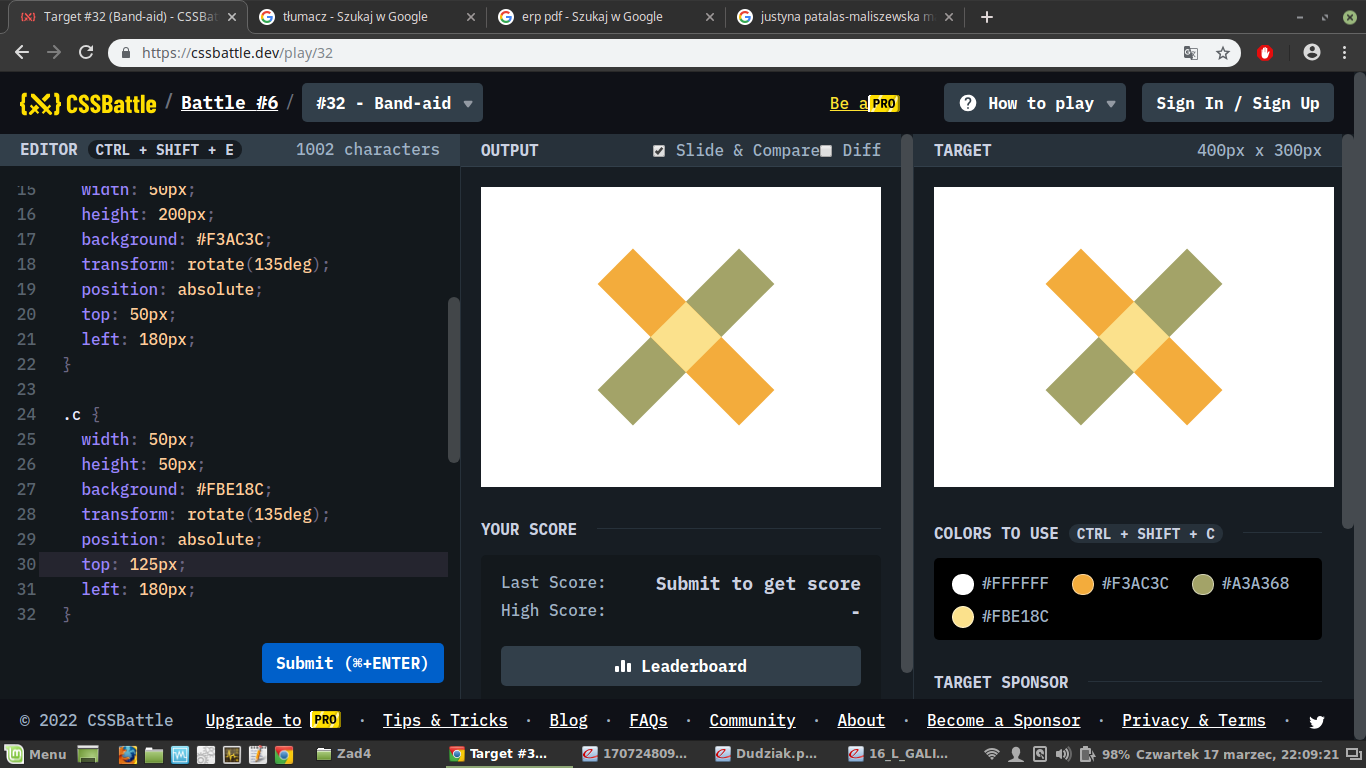 Target #32 (Band-aid) - CSSBat
tłumacz - Szukaj w Google
erp pdf - Szukaj w Google
justyna patalas-maliszewska m
https://cssbattle.dev/play/32
{X} CSSBattle / Battle #6 / #32 - Band-aid
Be a PRO
How to play
Sign In / Sign Up
EDITOR CTRL + SHIFT + E 1002 characters
15 width: 50px;
16 height: 200px;
17 background: #F3AC3C;
18 transform: rotate(135deg);
19 position: absolute;
20 top: 50px;
21 left: 180px;
22 }
23
24 .c {
25 width: 50px;
26 height: 50px;
27 background: #FBE18C;
28 transform: rotate(135deg);
29 position: absolute;
30 top: 125px;
31 left: 180px;
32 }
Submit (⌘+ENTER)
OUTPUT Slide & Compare Diff
YOUR SCORE
Last Score: Submit to get score
High Score: -
Leaderboard
TARGET 400px x 300px
COLORS TO USE CTRL + SHIFT + C
#FFFFFF #F3AC3C #A3A368
#FBE18C
TARGET SPONSOR
© 2022 CSSBattle Upgrade to PRO · Tips & Tricks · Blog · FAQs · Community · About · Become a Sponsor · Privacy & Terms ·
Menu Zad4 Target #3... 170724809... Dudziak.p... 16_L_GALI... 98% Czwartek 17 marzec, 22:09:21